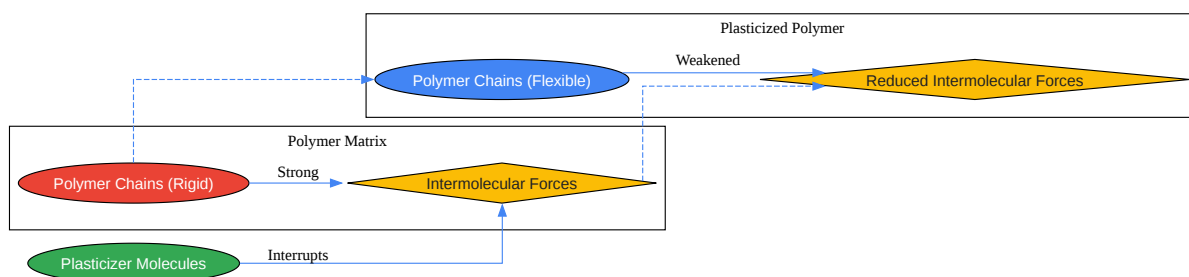 Plasticized Polymer
Polymer Chains (Flexible)
Weakened
Reduced Intermolecular Forces
Polymer Matrix
Polymer Chains (Rigid)
Strong
Intermolecular Forces
Plasticizer Molecules
Interrupts